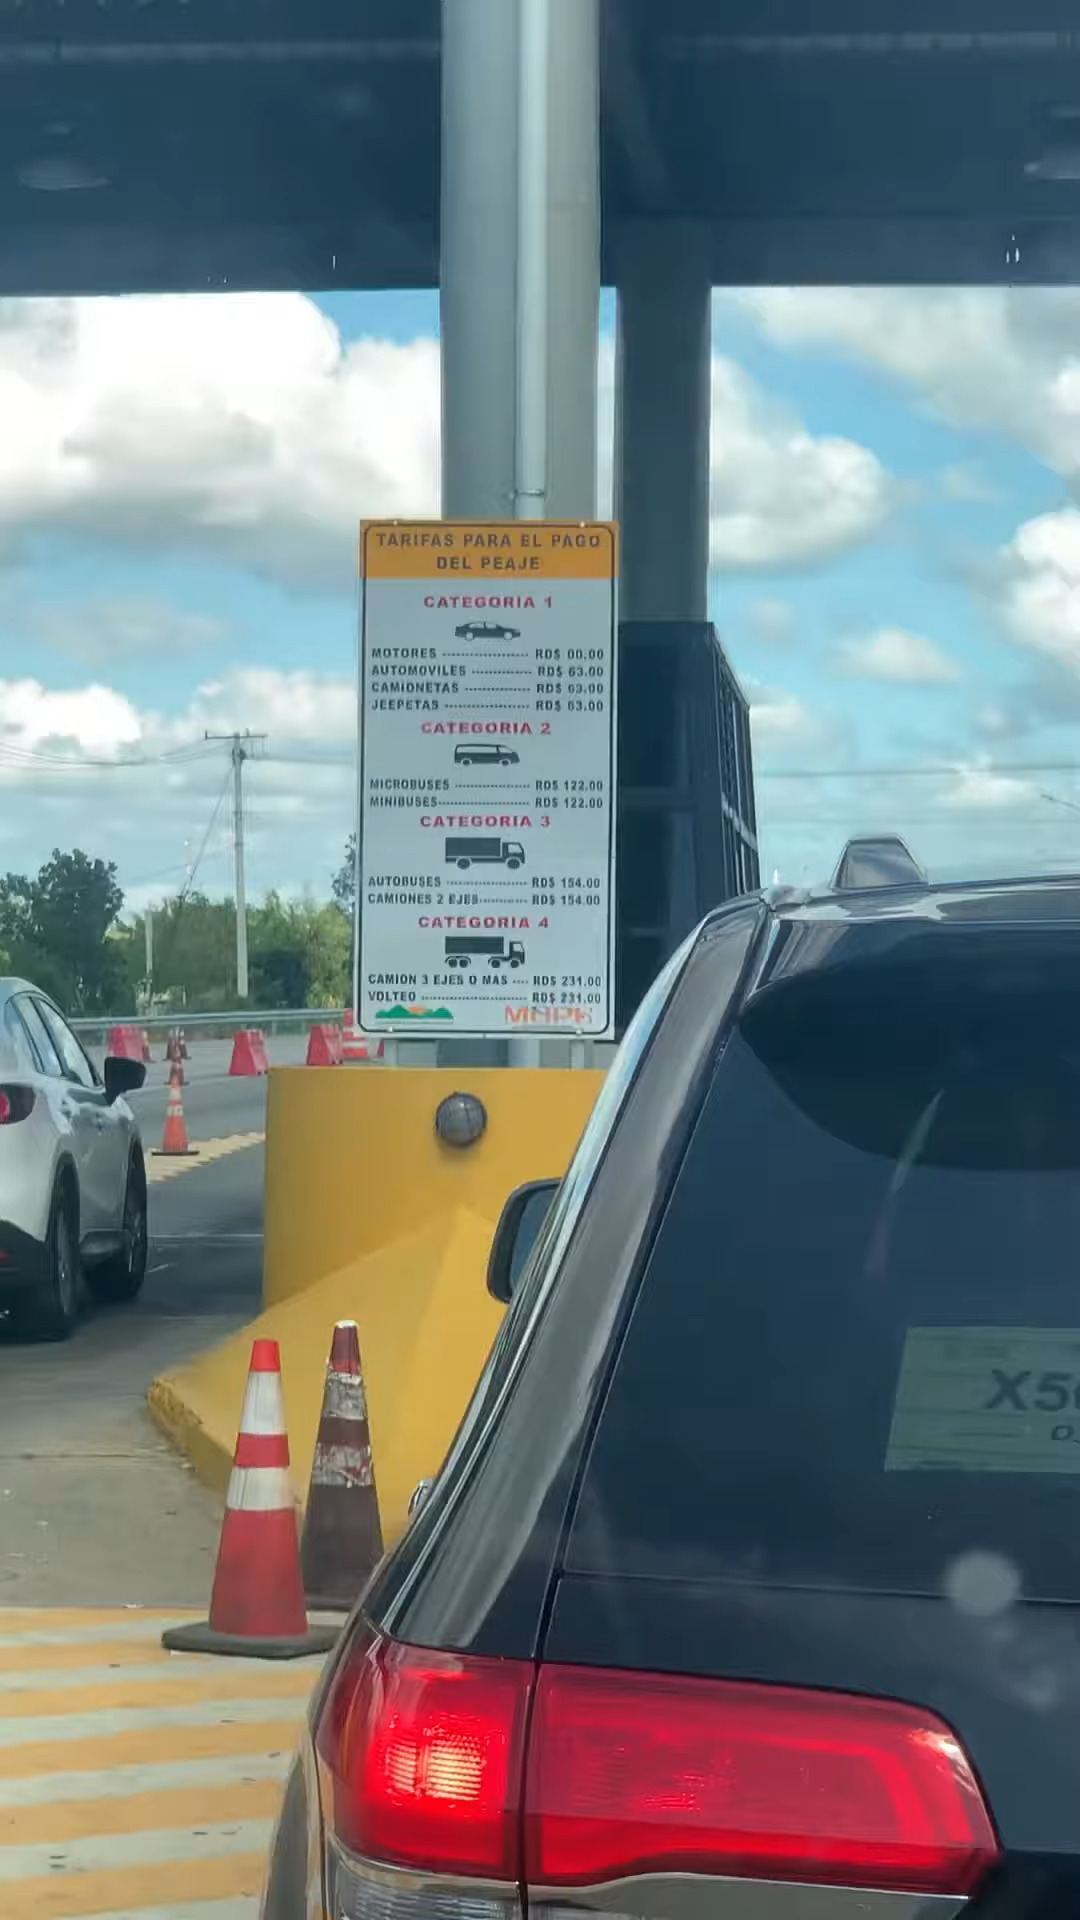 TARIFAS PARA EL PAGO
DEL PEAJE
CATEGORIA 1
MOTORES ---------------- RD$ 00.00
AUTOMOVILES ------------ RD$ 63.00
CAMIONETAS ------------- RD$ 63.00
JEEPETAS ---------------- RD$ 63.00
CATEGORIA 2
MICROBUSES -------------- RD$ 122.00
MINIBUSES ---------------- RD$ 122.00
CATEGORIA 3
AUTOBUSES --------------- RD$ 154.00
CAMIONES 2 EJES ---------- RD$ 154.00
CATEGORIA 4
CAMION 3 EJES O MAS ---- RD$ 231.00
VOLTEO ------------------- RD$ 231.00